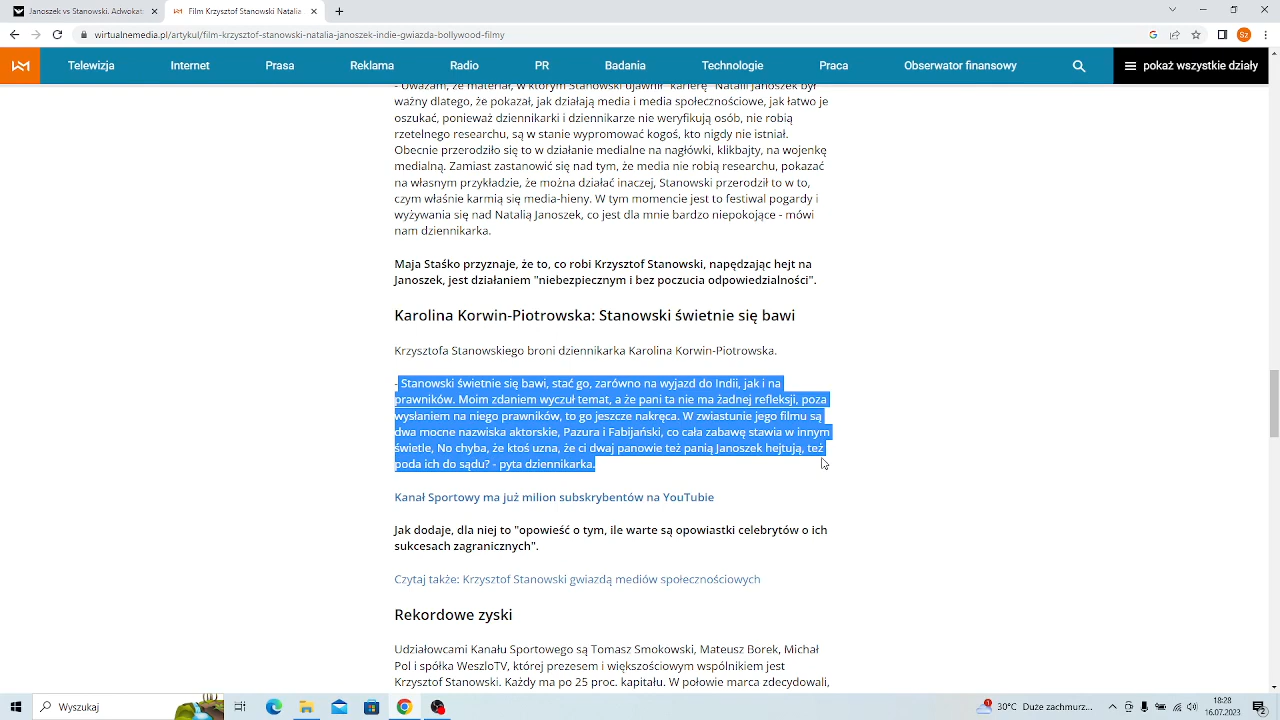 Janoszek vs Stanowski. Adwokat
Film Krzysztof Stanowski Natalia
wirtualnemedia.pl/artykul/film-krzysztof-stanowski-natalia-janoszek-indie-gwiazda-bollywood-filmy
Sz
Telewizja Internet Prasa Reklama Radio PR Badania Technologie Praca Obserwator finansowy pokaż wszystkie działy
- Uważam, że materiał, w którym Stanowski ujawnił "karierę" Natalii Janoszek był
ważny dlatego, że pokazał, jak działają media i media społecznościowe, jak łatwo je
oszukać, ponieważ dziennikarki i dziennikarze nie weryfikują osób, nie robią
rzetelnego researchu, są w stanie wypromować kogoś, kto nigdy nie istniał.
Obecnie przerodziło się to w działanie medialne na nagłówki, klikbajty, na wojenkę
medialną. Zamiast zastanowić się nad tym, że media nie robią researchu, pokazać
na własnym przykładzie, że można działać inaczej, Stanowski przerodził to w to,
czym właśnie karmią się media-hieny. W tym momencie jest to festiwal pogardy i
wyżywania się nad Natalią Janoszek, co jest dla mnie bardzo niepokojące - mówi
nam dziennikarka.
Maja Staśko przyznaje, że to, co robi Krzysztof Stanowski, napędzając hejt na
Janoszek, jest działaniem "niebezpiecznym i bez poczucia odpowiedzialności".
Karolina Korwin-Piotrowska: Stanowski świetnie się bawi
Krzysztofa Stanowskiego broni dziennikarka Karolina Korwin-Piotrowska.
- Stanowski świetnie się bawi, stać go, zarówno na wyjazd do Indii, jak i na
prawników. Moim zdaniem wyczuł temat, a że pani ta nie ma żadnej refleksji, poza
wysłaniem na niego prawników, to go jeszcze nakręca. W zwiastunie jego filmu są
dwa mocne nazwiska aktorskie, Pazura i Fabijański, co cała zabawę stawia w innym
świetle, No chyba, że ktoś uzna, że ci dwaj panowie też panią Janoszek hejtują, też
poda ich do sądu? - pyta dziennikarka.
Kanał Sportowy ma już milion subskrybentów na YouTubie
Jak dodaje, dla niej to "opowieść o tym, ile warte są opowiastki celebrytów o ich
sukcesach zagranicznych".
Czytaj także: Krzysztof Stanowski gwiazdą mediów społecznościowych
Rekordowe zyski
Udziałowcami Kanału Sportowego są Tomasz Smokowski, Mateusz Borek, Michał
Pol i spółka WeszloTV, której prezesem i większościowym wspólnikiem jest
Krzysztof Stanowski. Każdy ma po 25 proc. kapitału. W połowie marca zdecydowali,
Wyszukaj
30°C Duże zachmurz...
18:28
16.07.2023
2